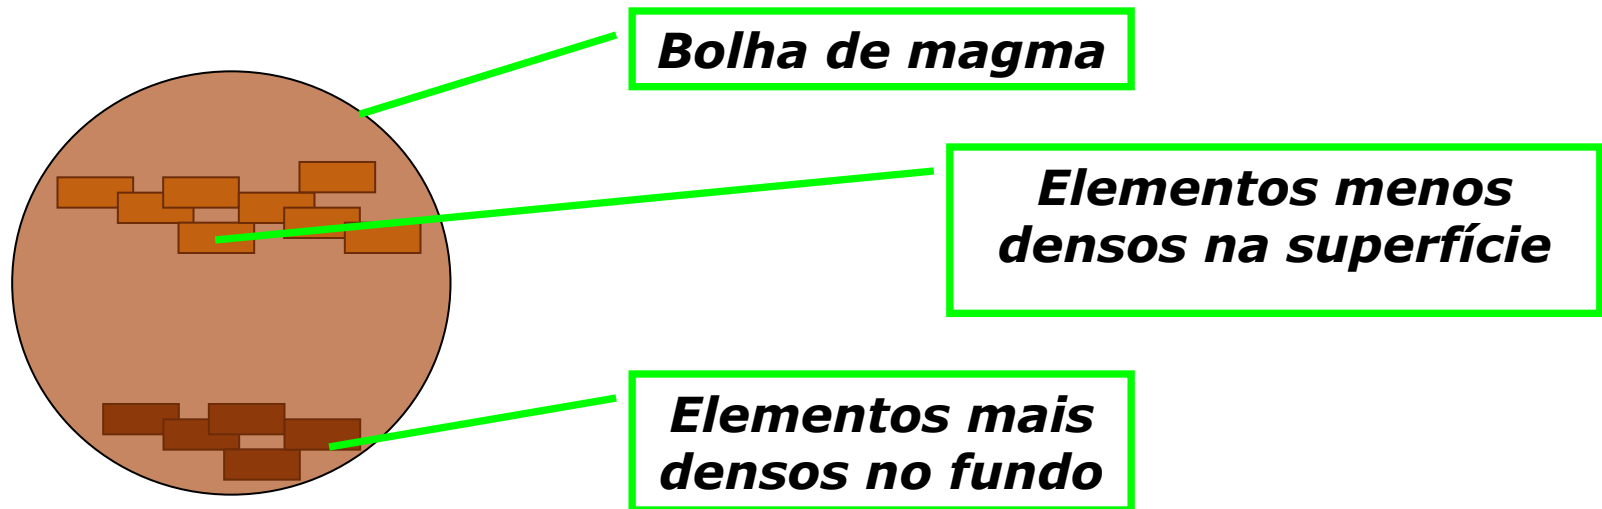 Bolha de magma
Elementos menos
densos na superfície
Elementos mais
densos no fundo